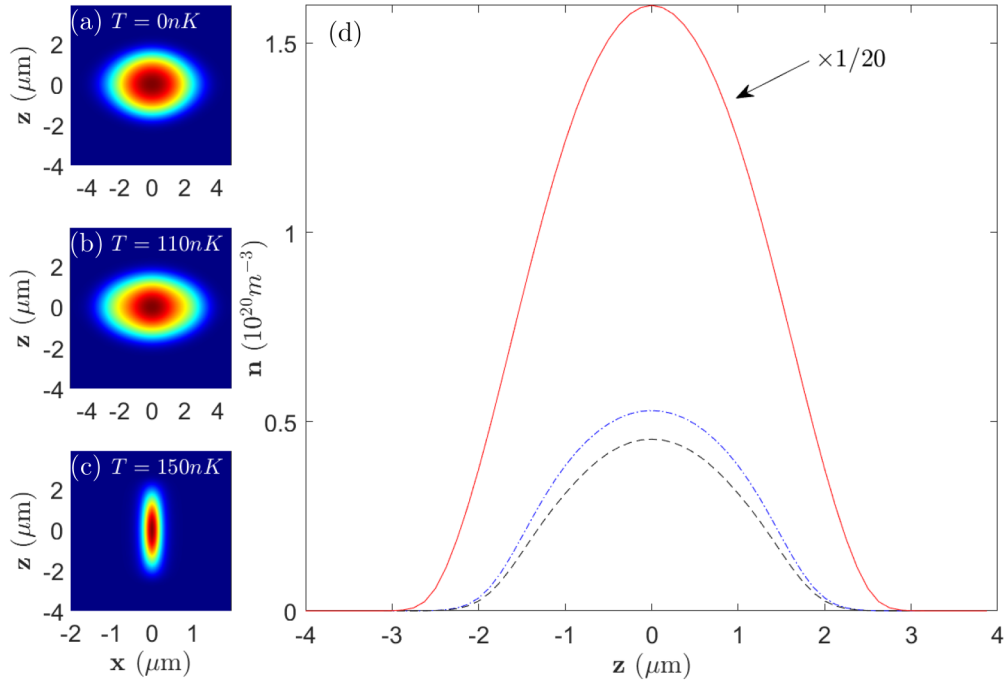 (a) T = 0nK
z (μm)
2
0
-2
-4
-4 -2 0 2 4
(b) T = 110nK
z (μm)
2
0
-2
-4
-4 -2 0 2 4
(c) T = 150nK
z (μm)
2
0
-2
-4
-2 -1 0 1
x (μm)
(d)
×1/20
n (10²⁰m⁻³)
1.5
1
0.5
0
-4 -3 -2 -1 0 1 2 3 4
z (μm)